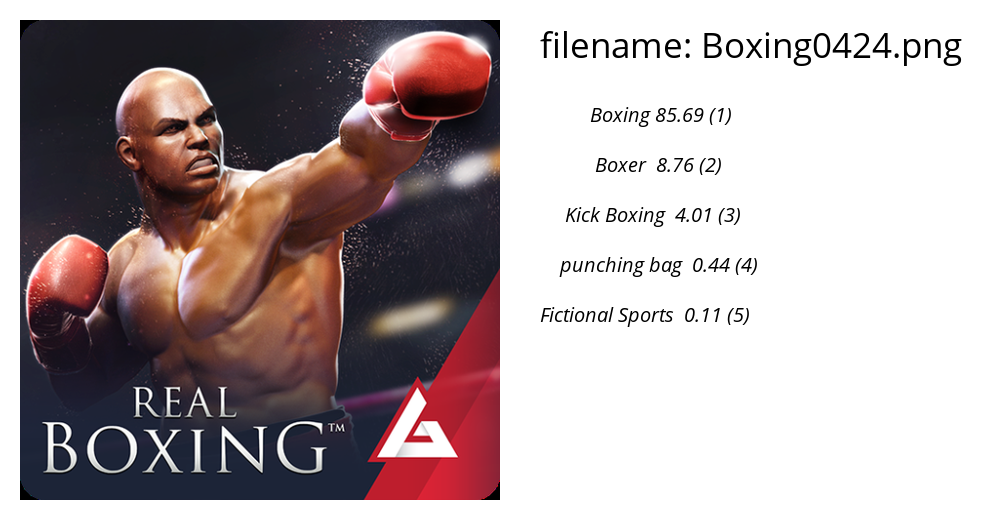 REAL
BOXING™
filename: Boxing0424.png
Boxing 85.69 (1)
Boxer 8.76 (2)
Kick Boxing 4.01 (3)
punching bag 0.44 (4)
Fictional Sports 0.11 (5)